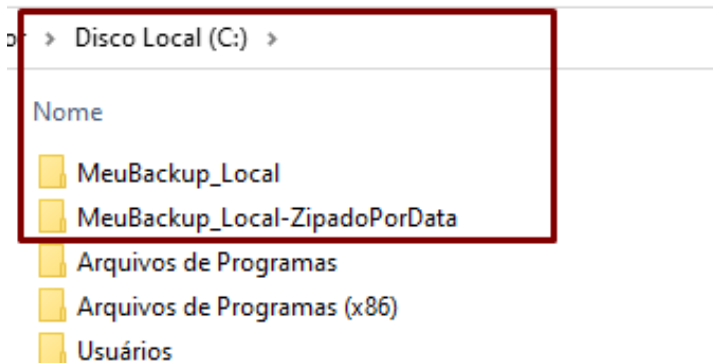 > Disco Local (C:) >
Nome
MeuBackup_Local
MeuBackup_Local-ZipadoPorData
Arquivos de Programas
Arquivos de Programas (x86)
Usuários